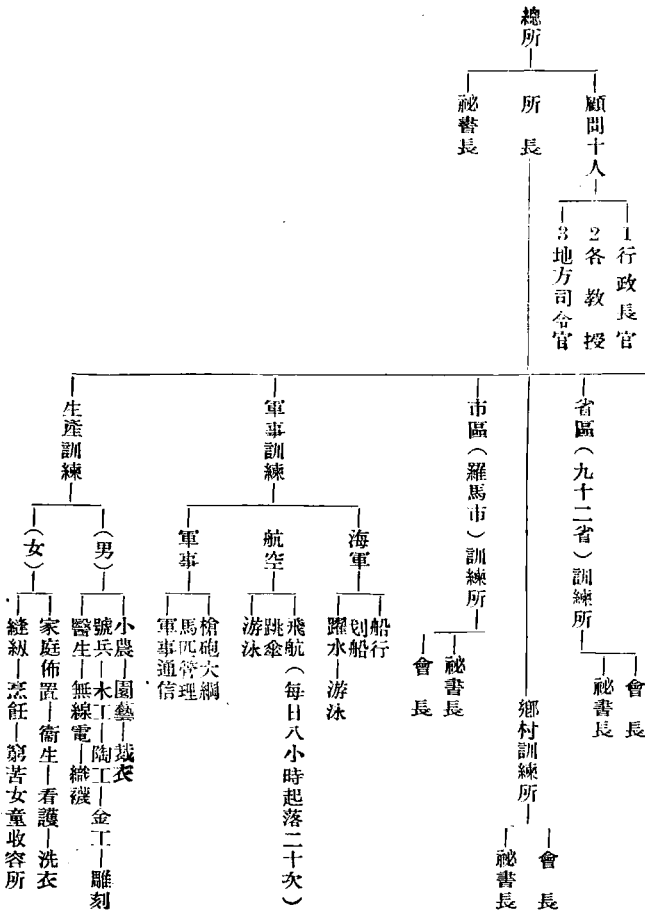 總所
顧問十人
1行政長官
2各教授
3地方司令官
所長
祕書長
省區（九十二省）訓練所
會長
祕書長
鄉村訓練所
會長
祕書長
市區（羅馬市）訓練所
祕書長
會長
軍事訓練
海軍
船行
划船
躍水—游泳
航空
飛航（每日八小時起落二十次）
跳傘
游泳
軍事
槍砲大綱
馬匹管理
軍事通信
生產訓練
（男）
小農—園藝—裁衣
號兵—木工—陶工—金工—雕刻
醫生—無線電—織襪
（女）
家庭佈置—衞生—看護—洗衣
縫級—烹飪—窮苦女童收容所